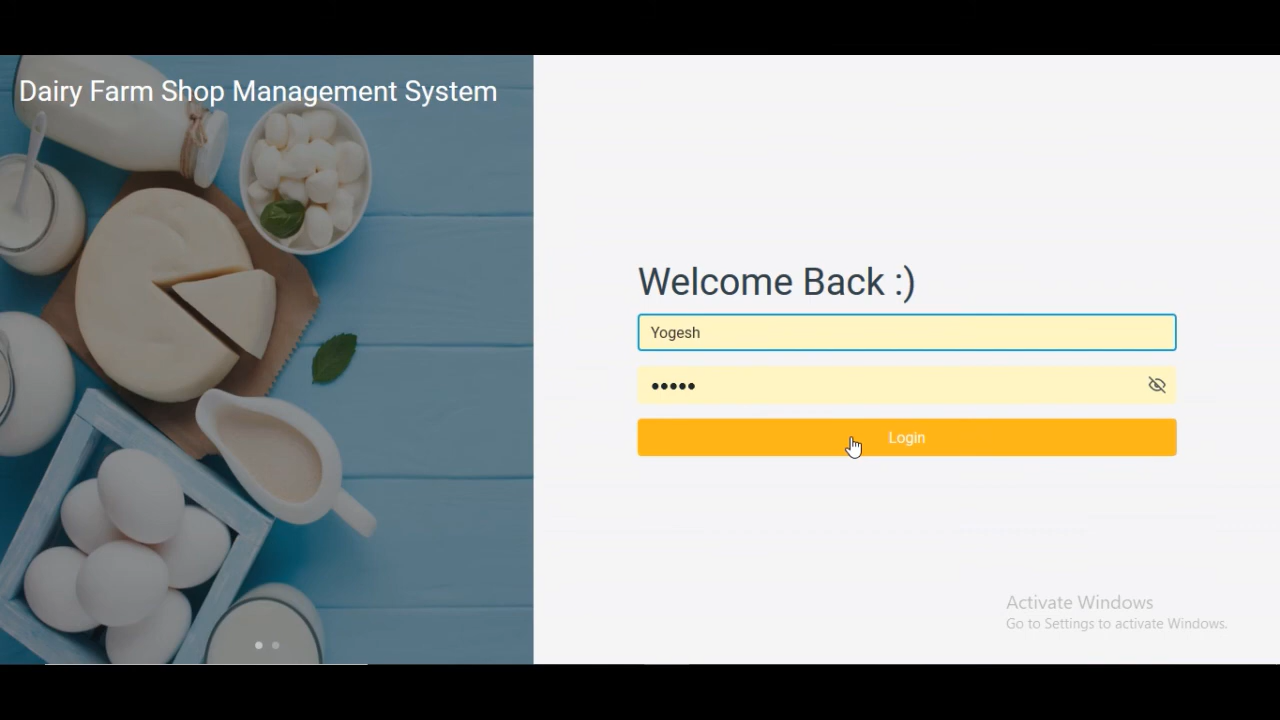 Dairy Farm Shop Management System
Welcome Back :)
Yogesh
•••••
Login
Activate Windows
Go to Settings to activate Windows.